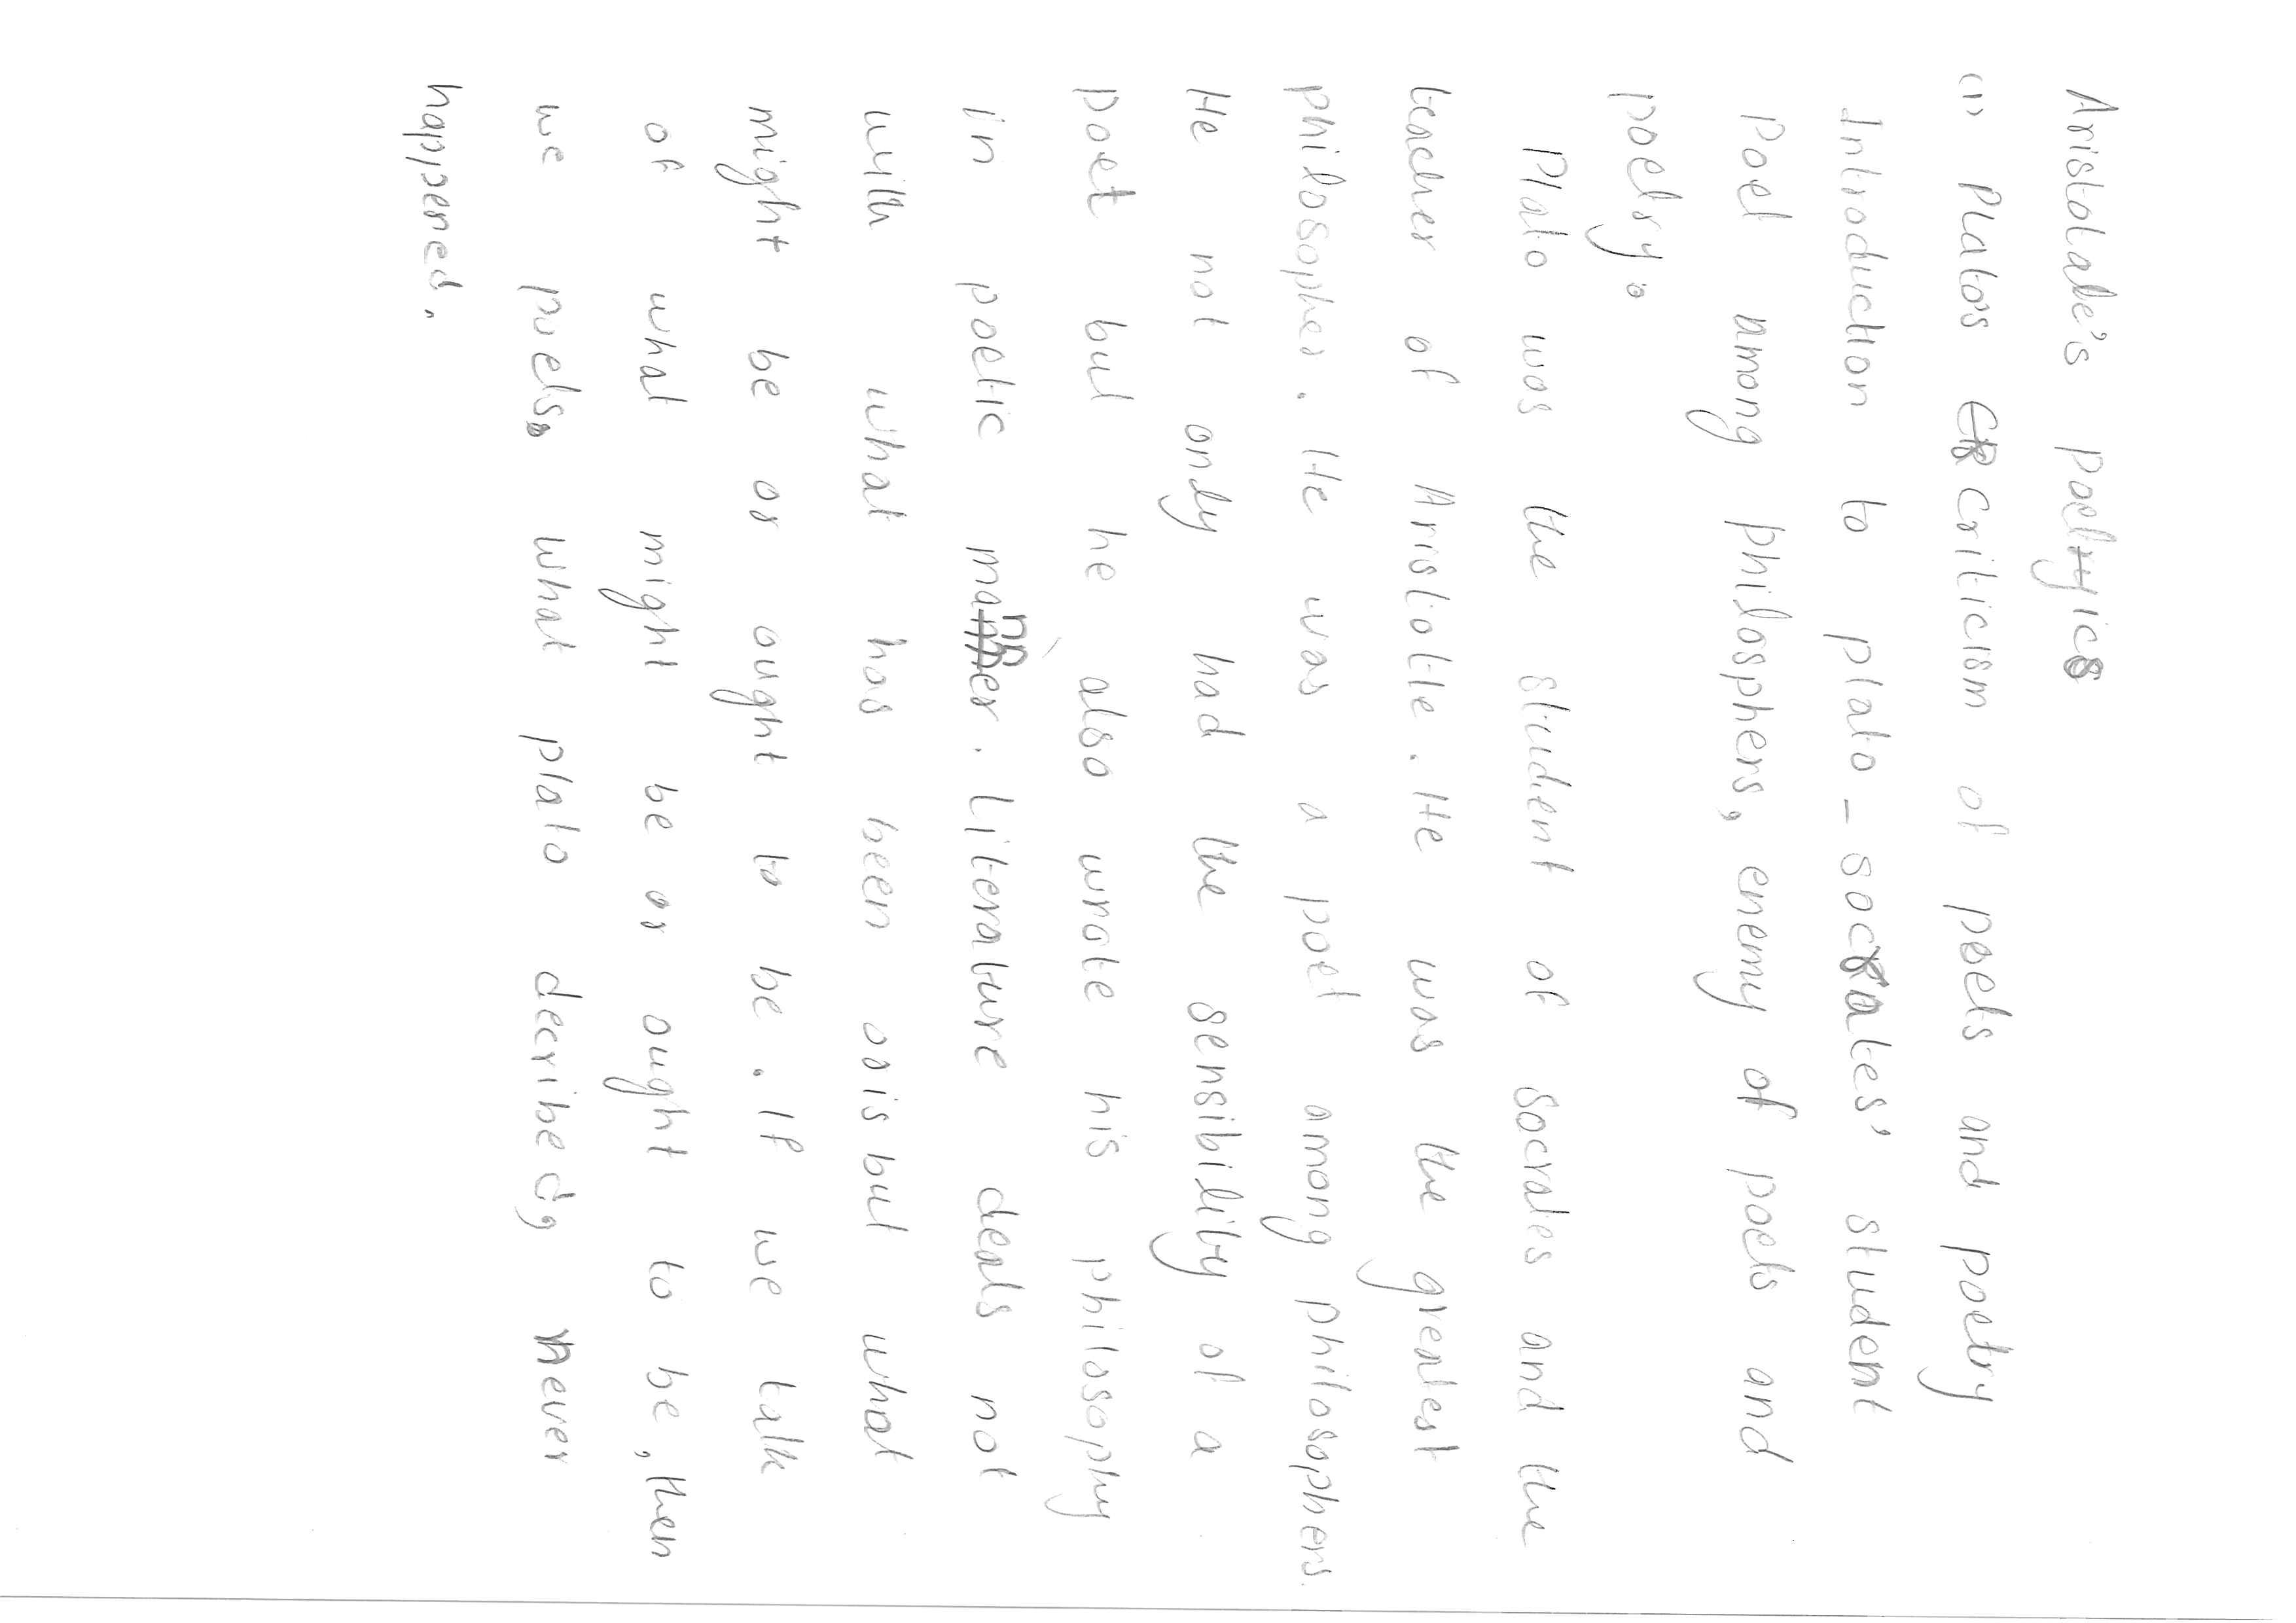 Aristotale's Poetics
(1) Plato's Criticism of poets and poetry
Introduction to plato - socrates' student
Poet among philosphers, enemy of poets and
poetry.
Plato was the student of Socrates and the
teacher of Aristotle. He was the greatest
philosopher. He was a poet among philosophers.
He not only had the sensibility of a
poet but he also wrote his philosophy
in poetic manner. Literature deals not
with what has been or is but what
might be or ought to be. If we talk
of what might be or ought to be, then
we poets. What plato decribed, never
happened.